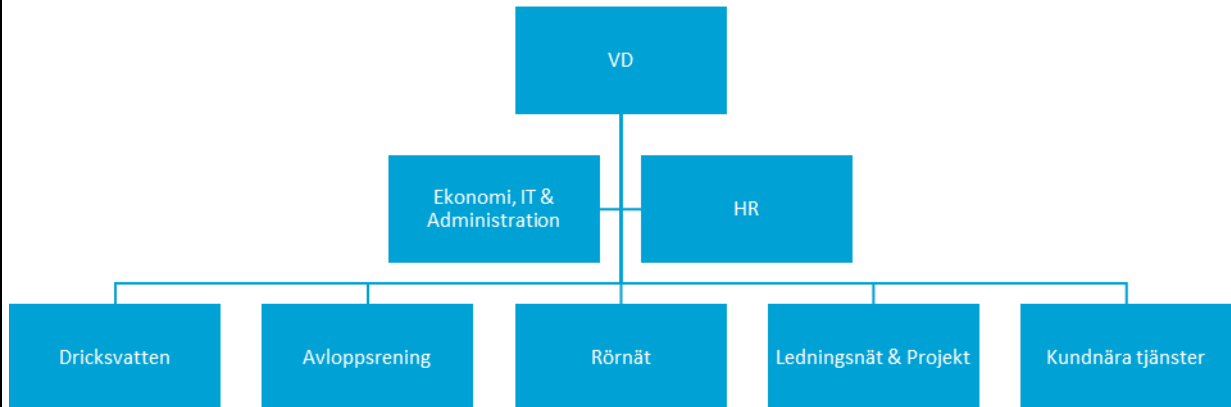 VD
Ekonomi, IT &
Administration
HR
Dricksvatten
Avloppsrening
Rörnät
Ledningsnät & Projekt
Kundnära tjänster